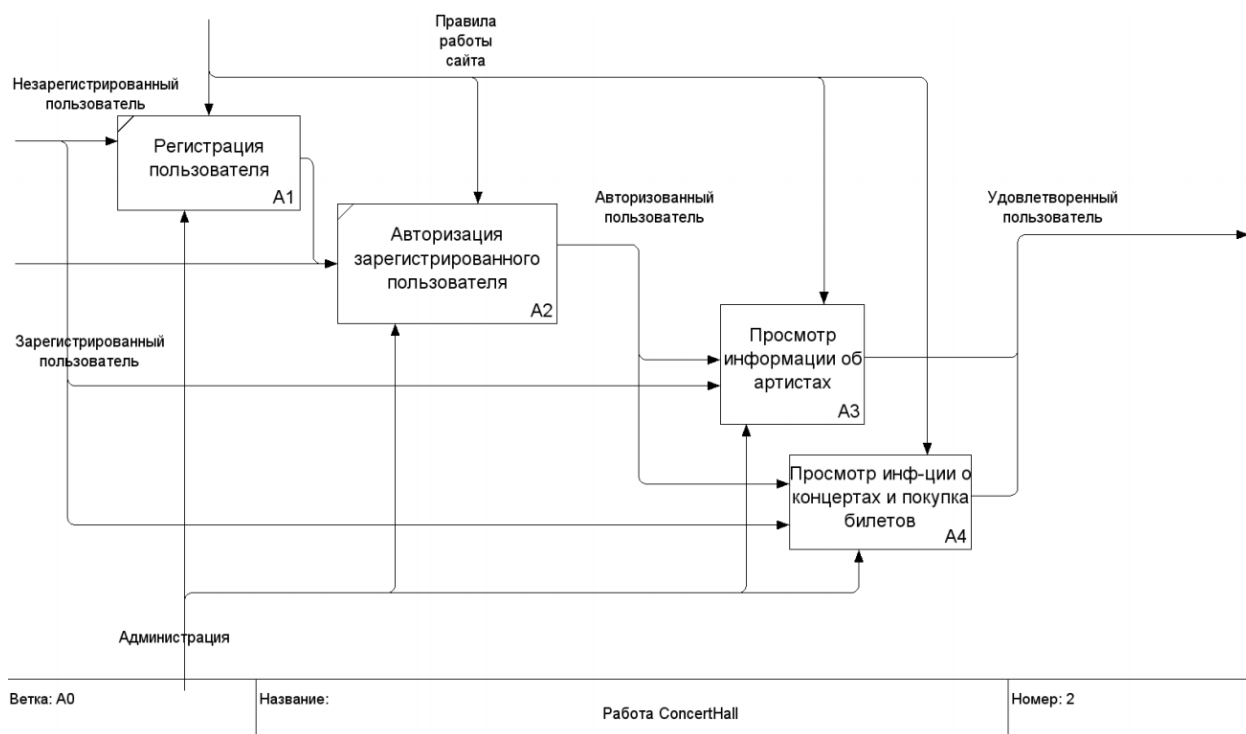 Правила
работы
сайта
Незарегистрированный
пользователь
Регистрация
пользователя
A1
Авторизация
зарегистрированного
пользователя
A2
Авторизованный
пользователь
Удовлетворенный
пользователь
Зарегистрированный
пользователь
Просмотр
информации об
артистах
A3
Просмотр инф-ции о
концертах и покупка
билетов
A4
Администрация
Ветка: A0
Название:
Работа ConcertHall
Номер: 2